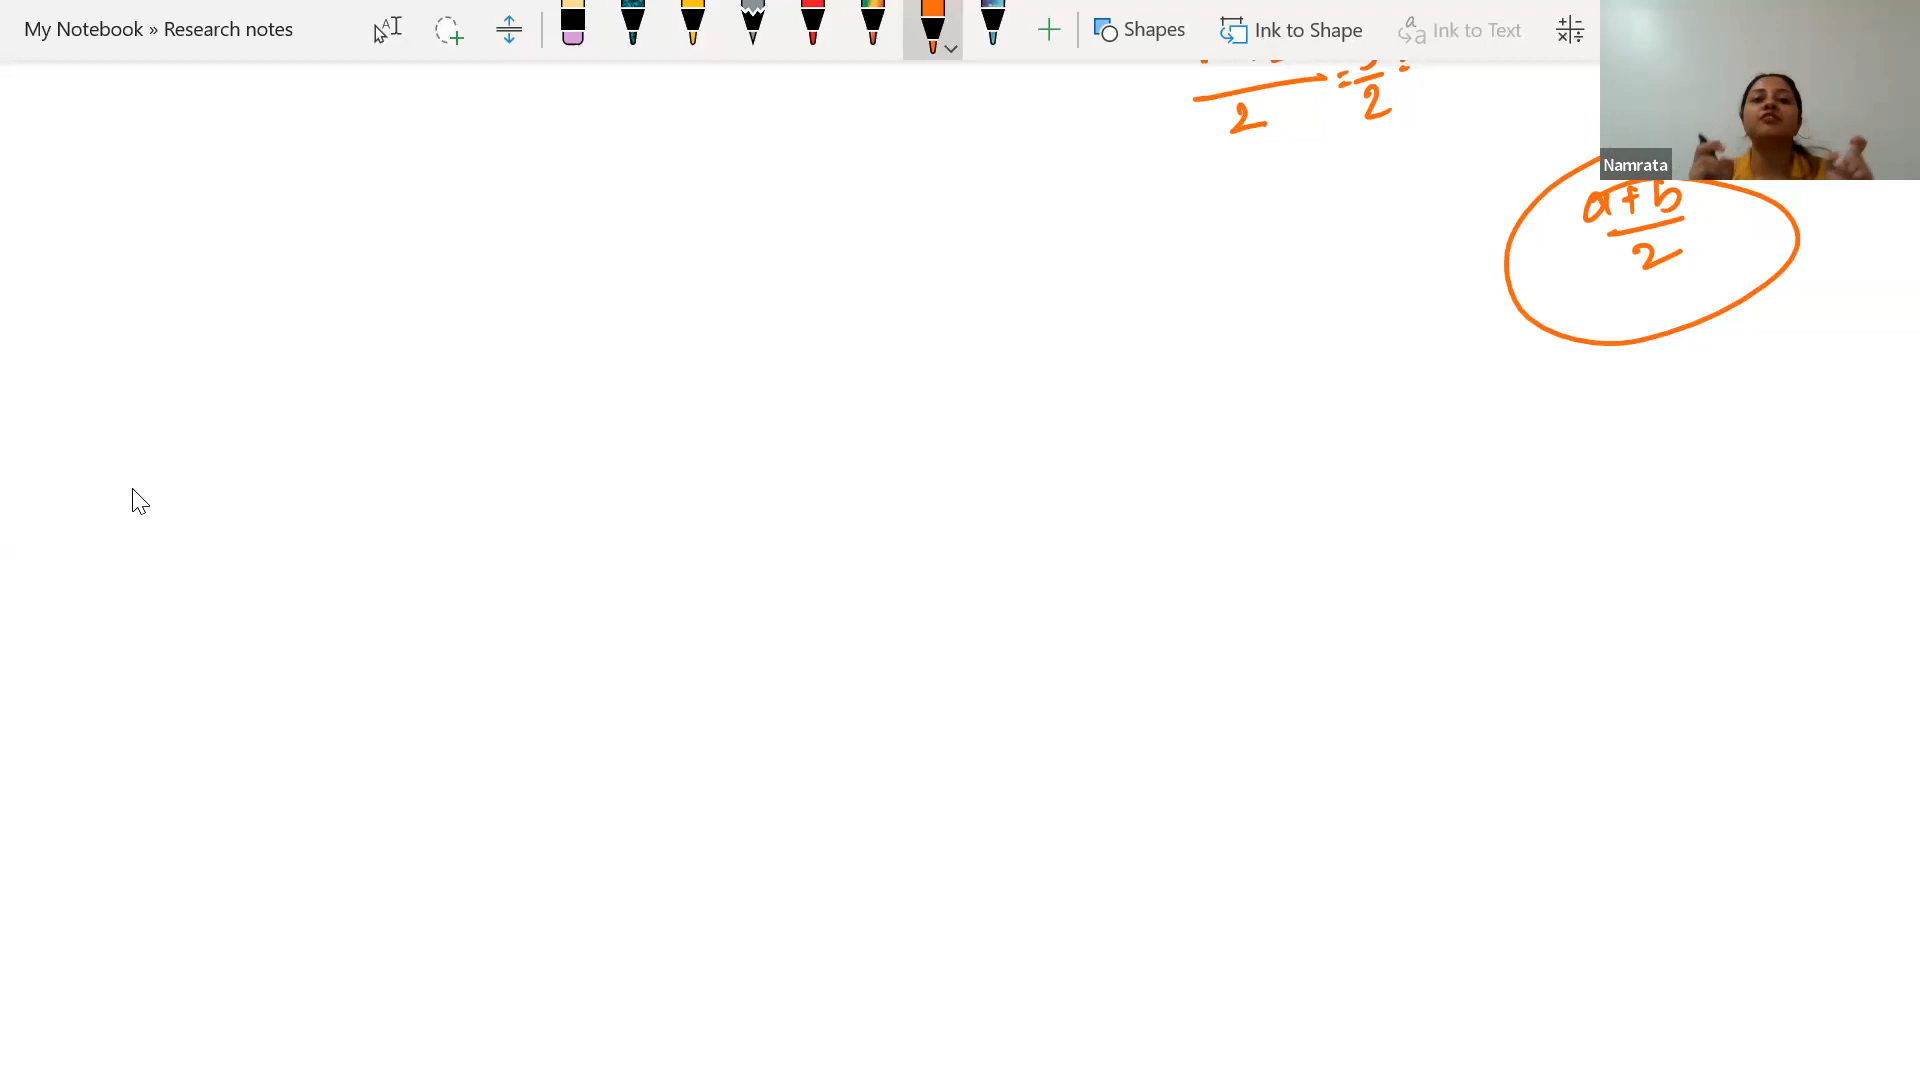 My Notebook » Research notes
Shapes
Ink to Shape
Ink to Text
Namrata
2
=
2
a+b
2